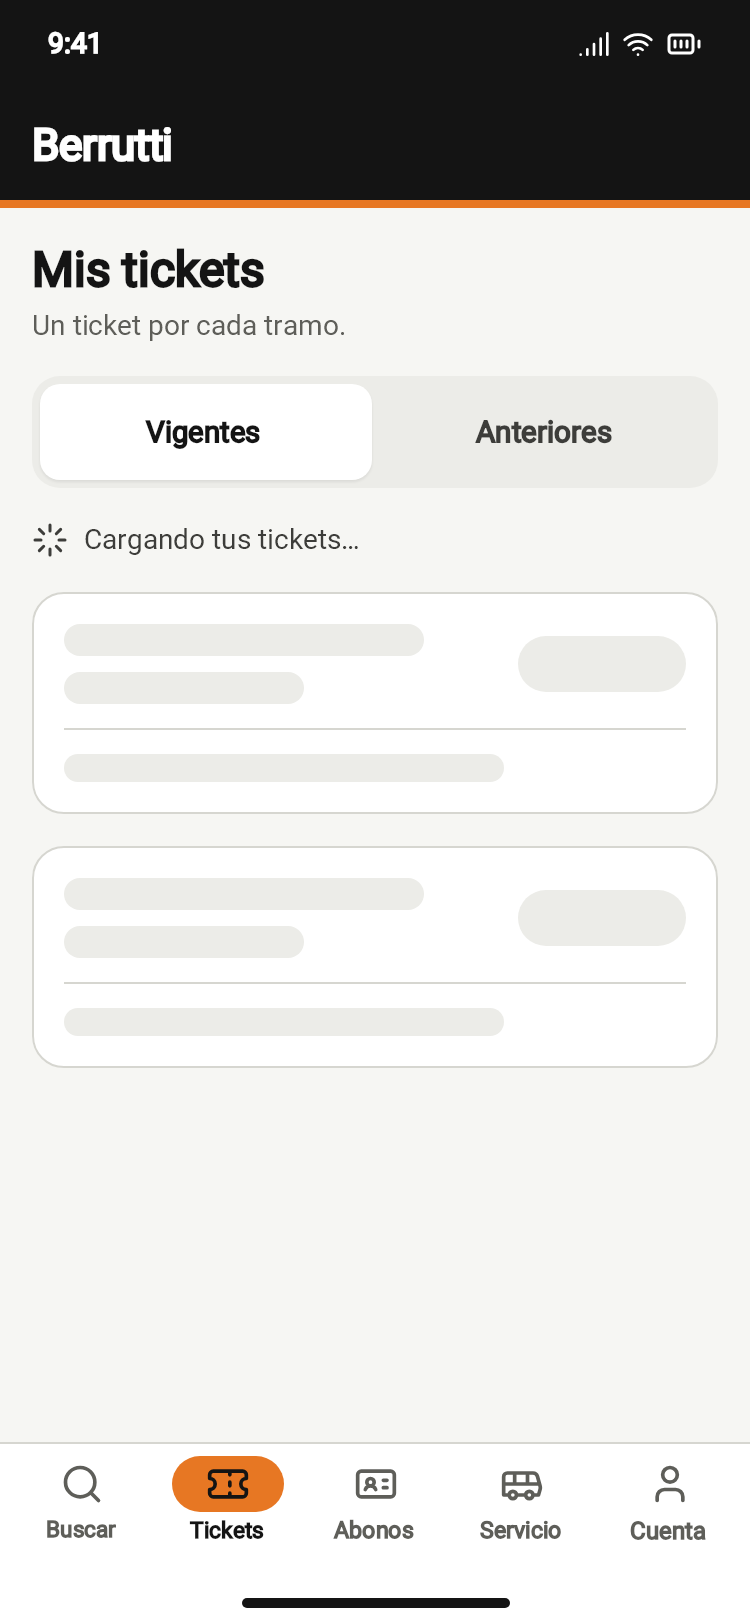 9:41
Berrutti
Mis tickets
Un ticket por cada tramo.
Vigentes
Anteriores
Cargando tus tickets…
Buscar
Tickets
Abonos
Servicio
Cuenta